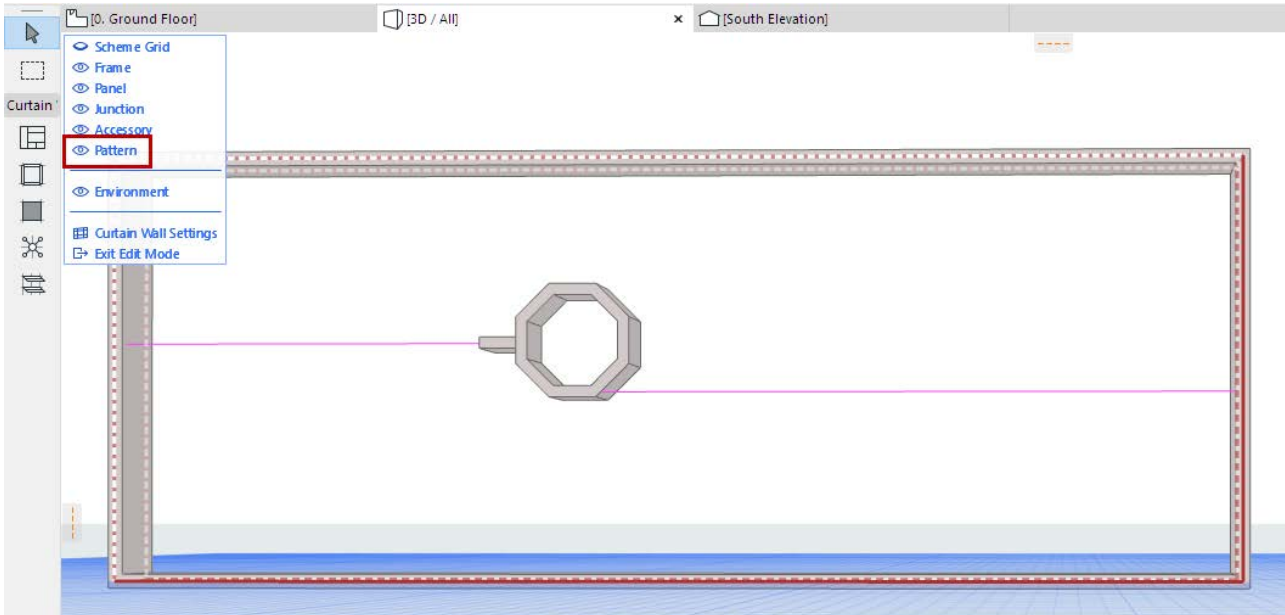 [0. Ground Floor]
[3D / All]
[South Elevation]
Scheme Grid
Frame
Panel
Curtain
Junction
Accessory
Pattern
Environment
Curtain Wall Settings
Exit Edit Mode